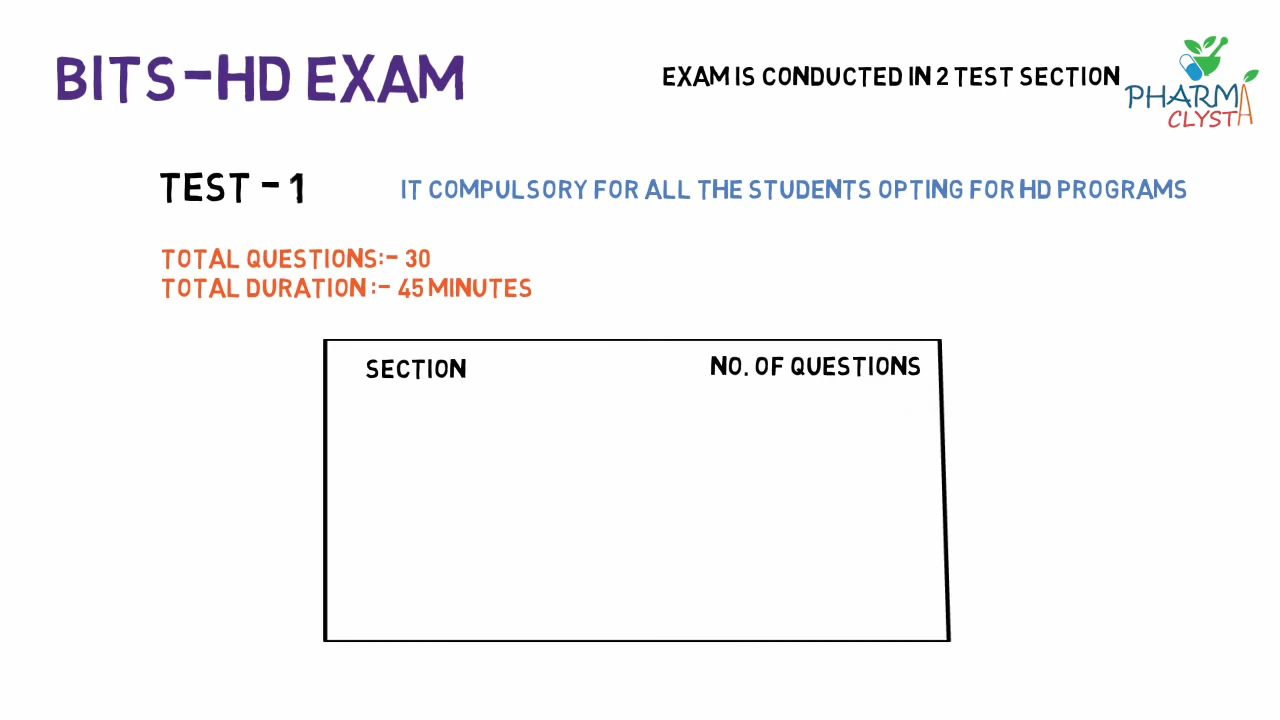 BITS-HD EXAM
EXAM IS CONDUCTED IN 2 TEST SECTION
PHARMA
CLYSTA
TEST - 1
IT COMPULSORY FOR ALL THE STUDENTS OPTING FOR HD PROGRAMS
TOTAL QUESTIONS:- 30
TOTAL DURATION :- 45 MINUTES
SECTION
NO. OF QUESTIONS